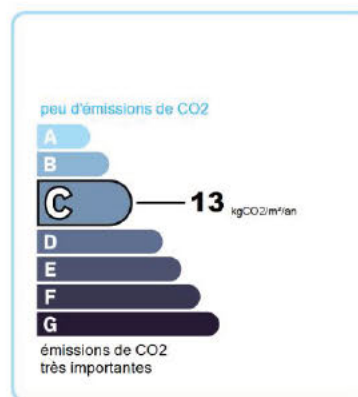 peu d'émissions de CO2
A
B
C 13 kgCO2/m²/an
D
E
F
G
émissions de CO2
très importantes